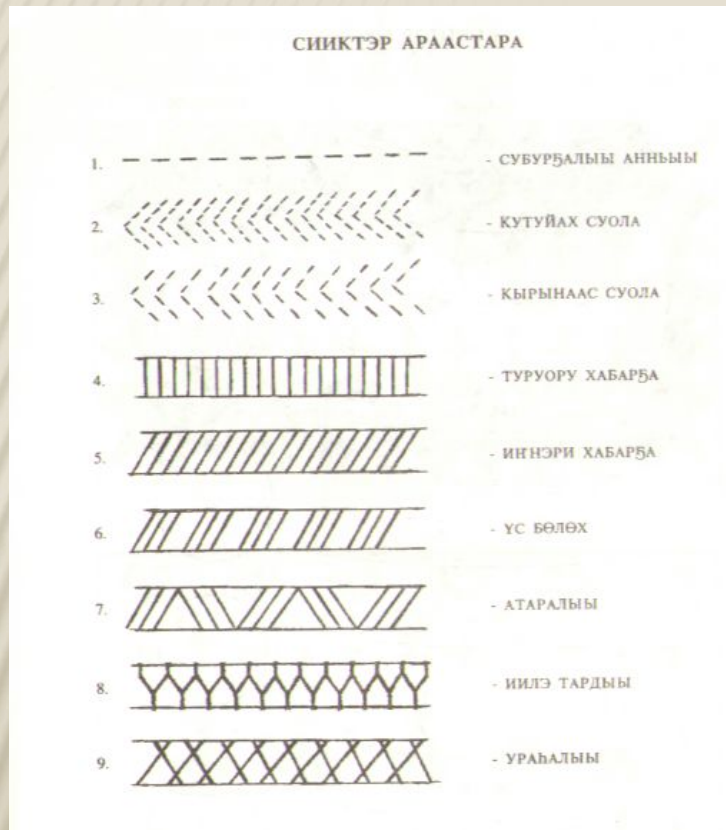 СИИКТЭР АРААСТАРА
1. - СУБУРҔАЛЫЫ АННЬЫЫ
2. - КУТУЙАХ СУОЛА
3. - КЫРЫНААС СУОЛА
4. - ТУРУОРУ ХАБАРҔА
5. - ИҤНЭРИ ХАБАРҔА
6. - ҮС БӨЛӨХ
7. - АТАРАЛЫЫ
8. - ИИЛЭ ТАРДЫЫ
9. - УРАҺАЛЫЫ